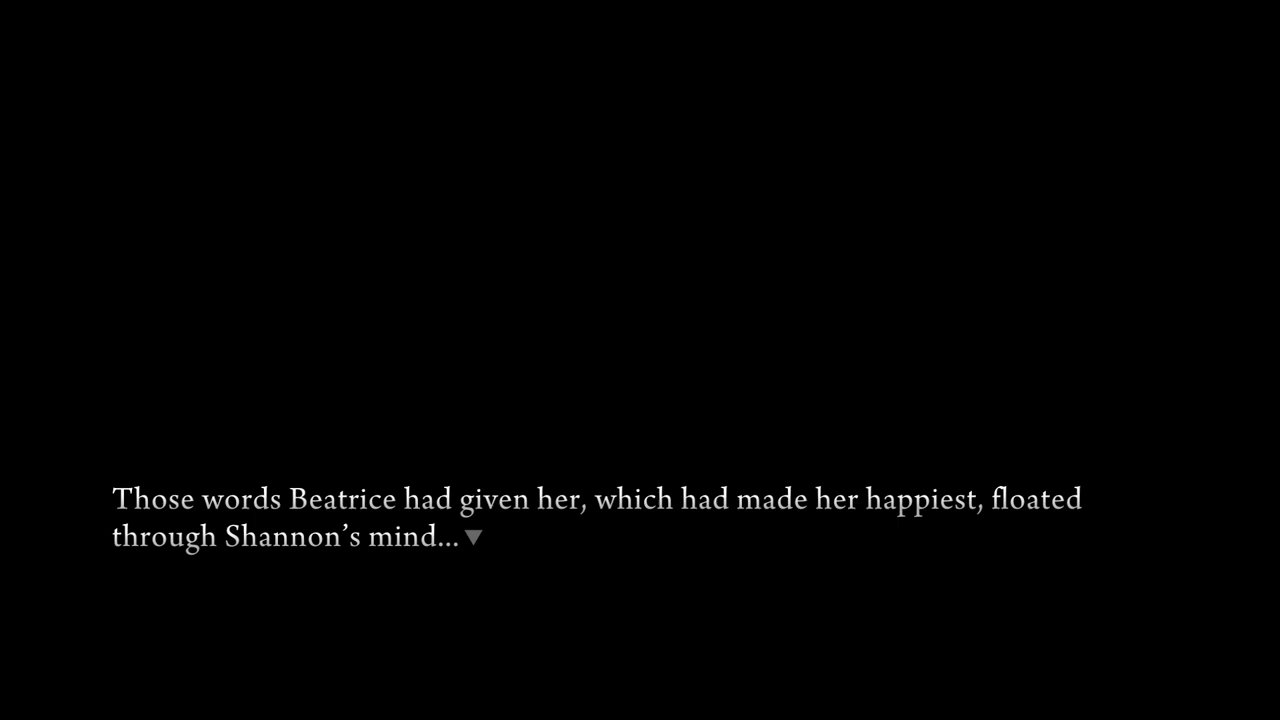 Those words Beatrice had given her, which had made her happiest, floated
through Shannon’s mind...